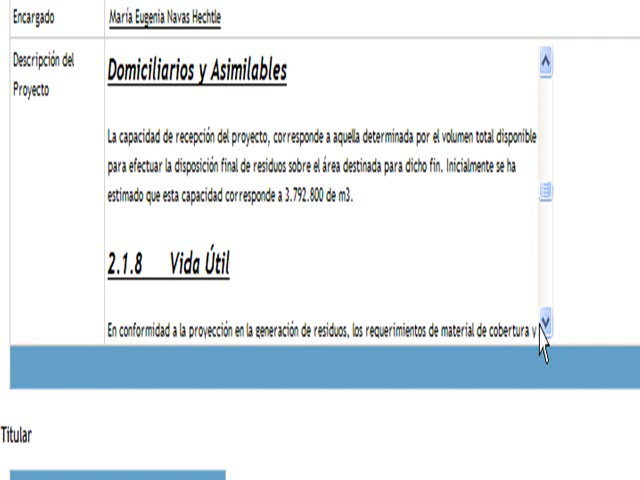 Encargado María Eugenia Navas Hechtle
Descripción del
Proyecto
Domiciliarios y Asimilables
La capacidad de recepción del proyecto, corresponde a aquella determinada por el volumen total disponible
para efectuar la disposición final de residuos sobre el área destinada para dicho fin. Inicialmente se ha
estimado que esta capacidad corresponde a 3.792.800 de m3.
2.1.8 Vida Útil
En conformidad a la proyección en la generación de residuos, los requerimientos de material de cobertura y
Titular